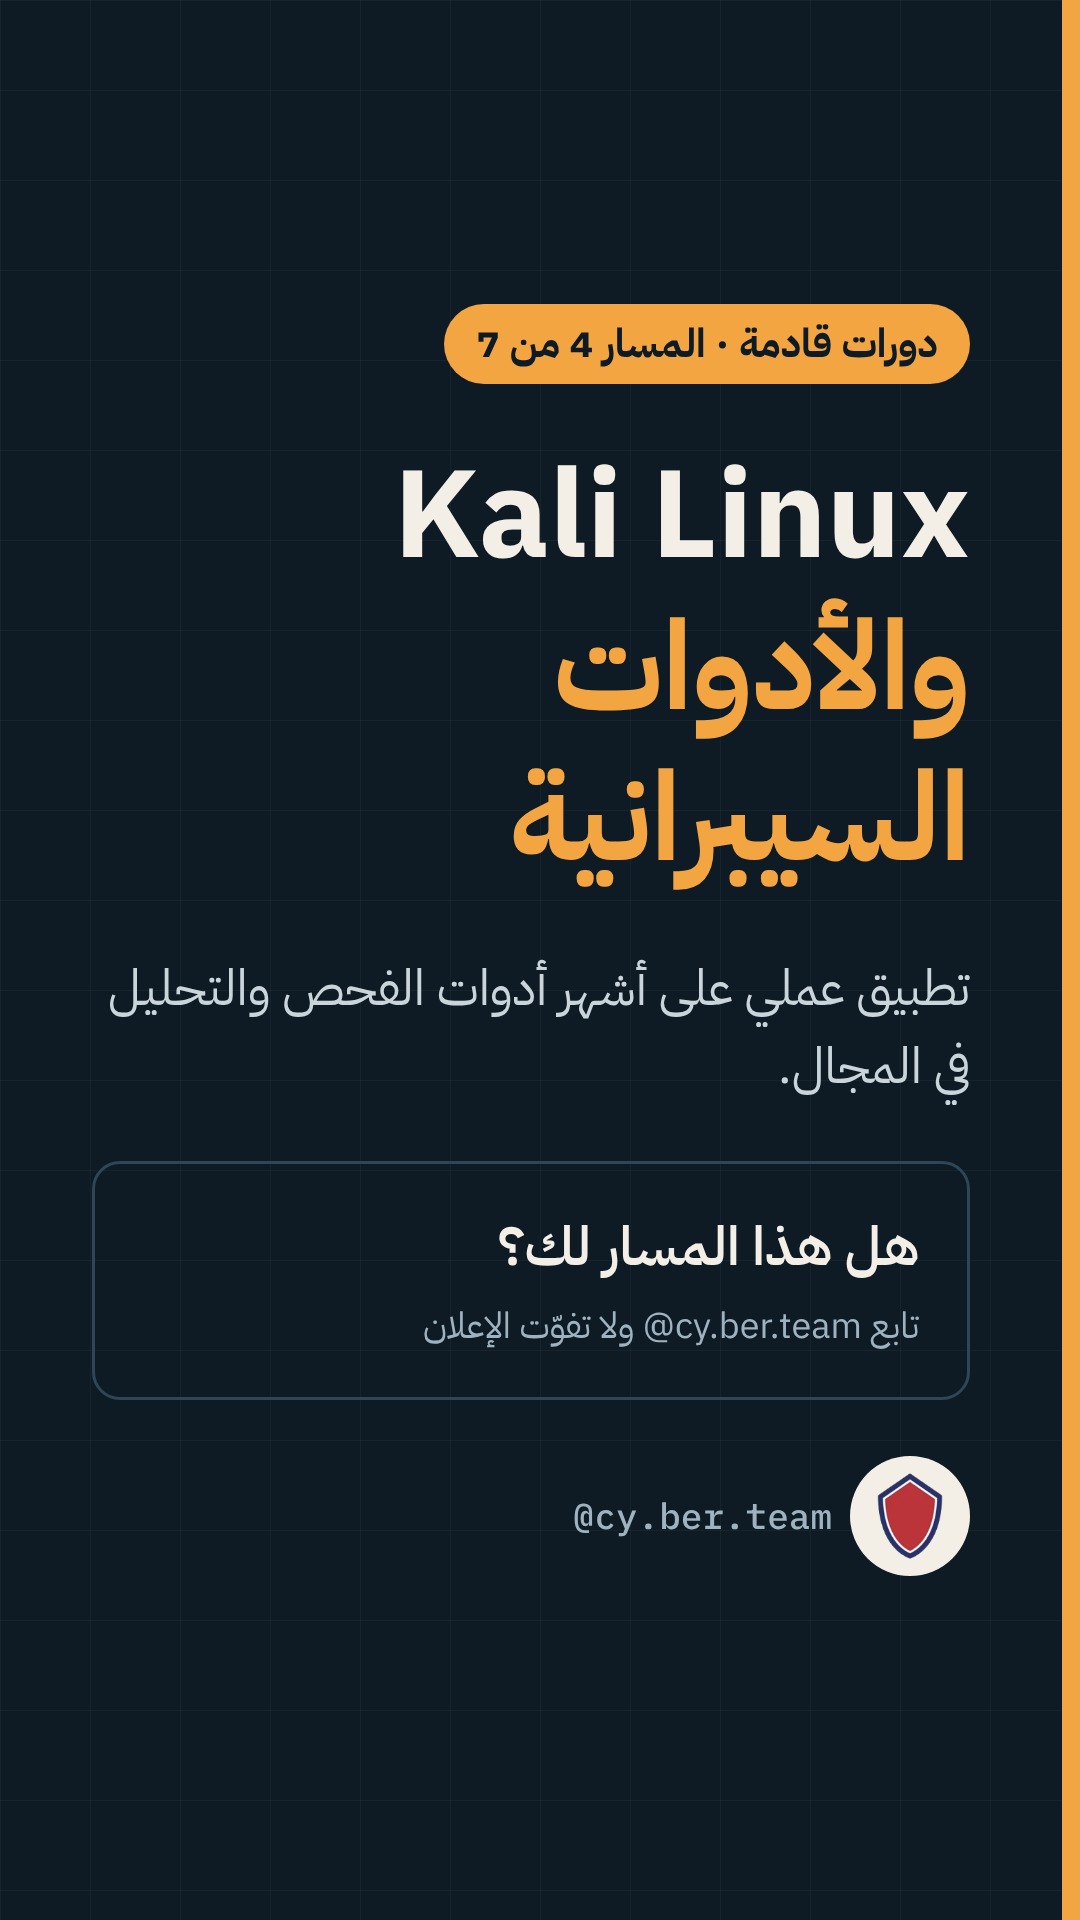 دورات قادمة · المسار 4 من 7
Kali Linux
والأدوات
السيبرانية
تطبيق عملي على أشهر أدوات الفحص والتحليل
في المجال.
هل هذا المسار لك؟
تابع @cy.ber.team ولا تفوّت الإعلان
@cy.ber.team